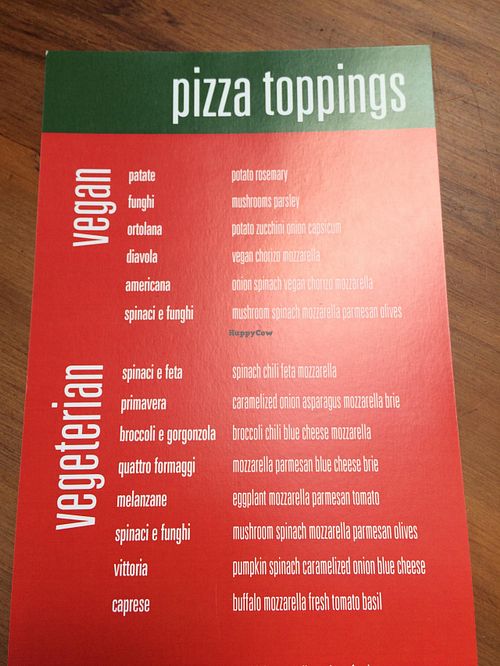 pizza toppings
vegan
patate potato rosemary
funghi mushrooms parsley
ortolana potato zucchini onion capsicum
diavola vegan chorizo mozzarella
americana onion spinach vegan chorizo mozzarella
spinaci e funghi mushroom spinach mozzarella parmesan olives
HappyCow
vegeterian
spinaci e feta spinach chili feta mozzarella
primavera caramelized onion asparagus mozzarella brie
broccoli e gorgonzola broccoli chili blue cheese mozzarella
quattro formaggi mozzarella parmesan blue cheese brie
melanzane eggplant mozzarella parmesan tomato
spinaci e funghi mushroom spinach mozzarella parmesan olives
vittoria pumpkin spinach caramelized onion blue cheese
caprese buffalo mozzarella fresh tomato basil